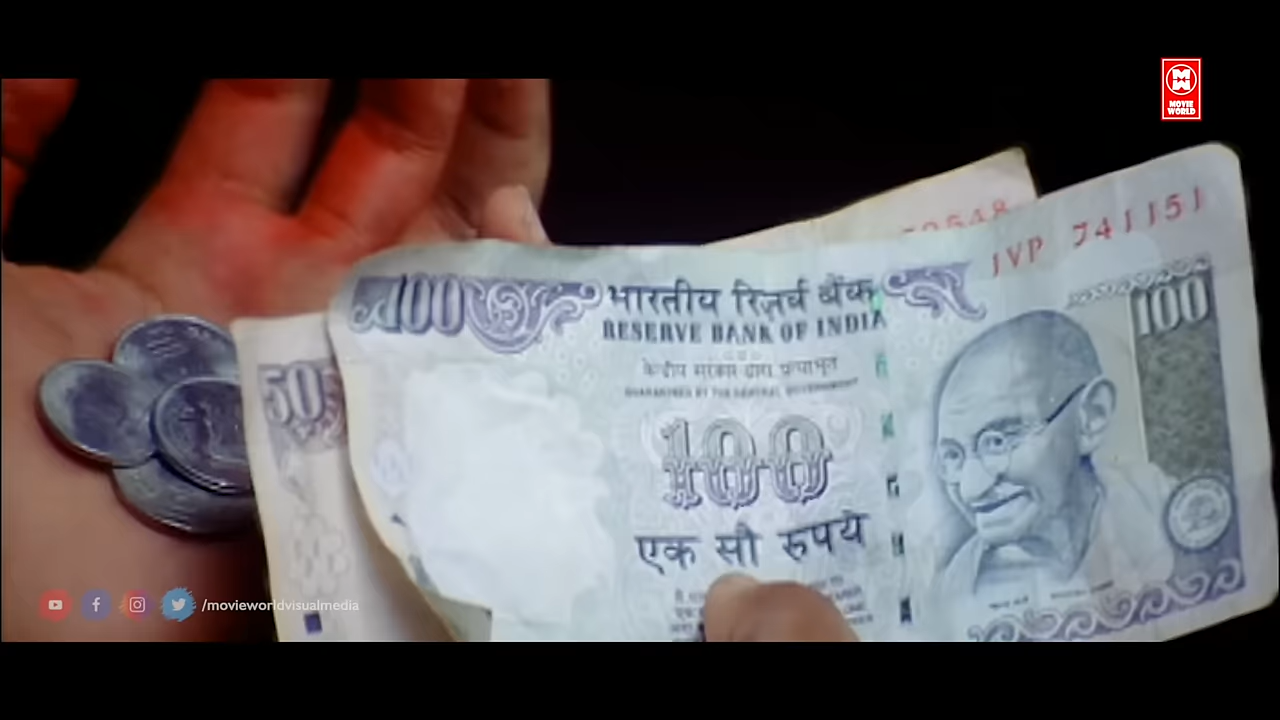 MOVIE
WORLD
1VP 741151
100
भारतीय रिज़र्व बैंक
RESERVE BANK OF INDIA
100
केन्द्रीय सरकार द्वारा प्रत्याभूत
GUARANTEED BY THE CENTRAL GOVERNMENT
50
100
एक सौ रुपये
/movieworldvisualmedia